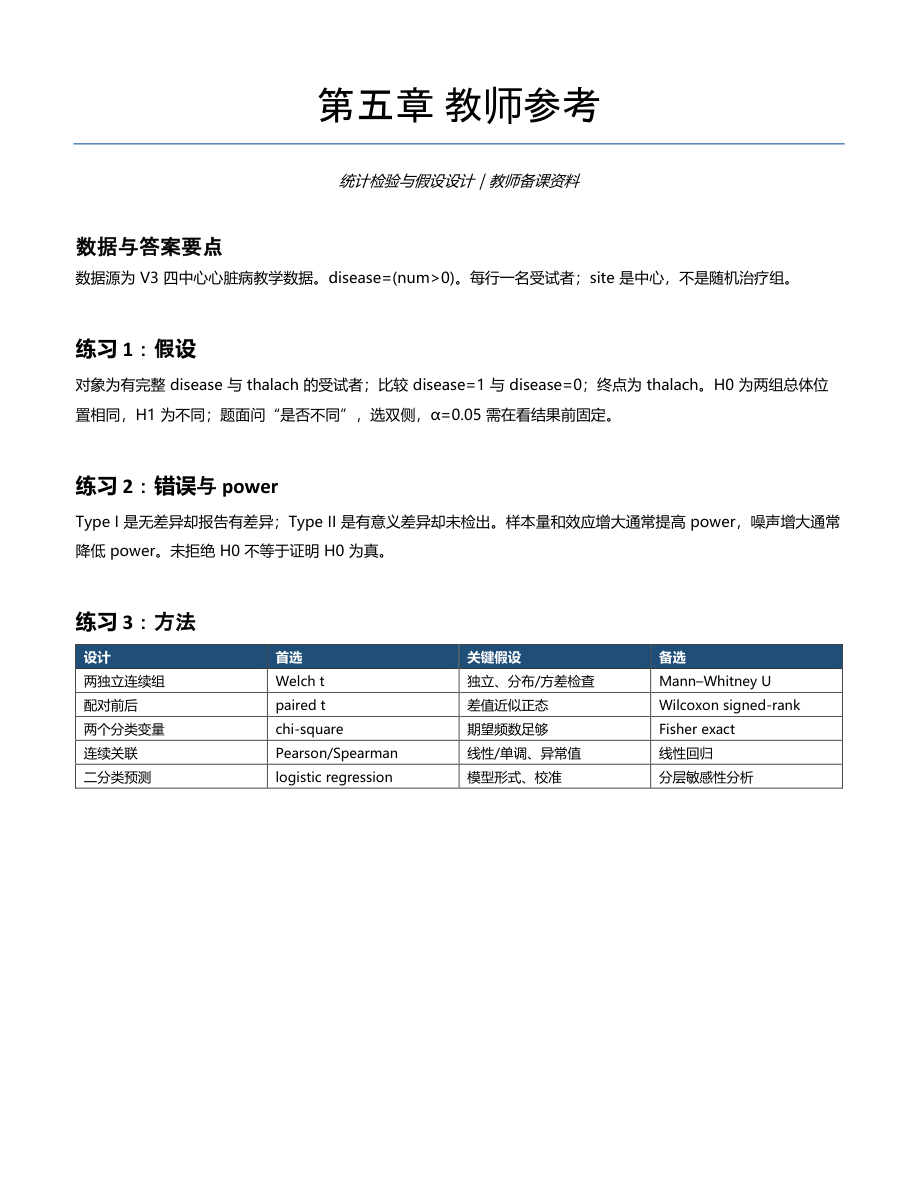 第五章 教师参考
统计检验与假设设计 | 教师备课资料
数据与答案要点
数据源为 V3 四中心心脏病教学数据。disease=(num>0)。每行一名受试者；site 是中心，不是随机治疗组。
练习 1：假设
对象为有完整 disease 与 thalach 的受试者；比较 disease=1 与 disease=0；终点为 thalach。H0 为两组总体位
置相同，H1 为不同；题面问“是否不同”，选双侧，α=0.05 需在看结果前固定。
练习 2：错误与 power
Type I 是无差异却报告有差异；Type II 是有意义差异却未检出。样本量和效应增大通常提高 power，噪声增大通常
降低 power。未拒绝 H0 不等于证明 H0 为真。
练习 3：方法
设计 首选 关键假设 备选
两独立连续组 Welch t 独立、分布/方差检查 Mann–Whitney U
配对前后 paired t 差值近似正态 Wilcoxon signed-rank
两个分类变量 chi-square 期望频数足够 Fisher exact
连续关联 Pearson/Spearman 线性/单调、异常值 线性回归
二分类预测 logistic regression 模型形式、校准 分层敏感性分析